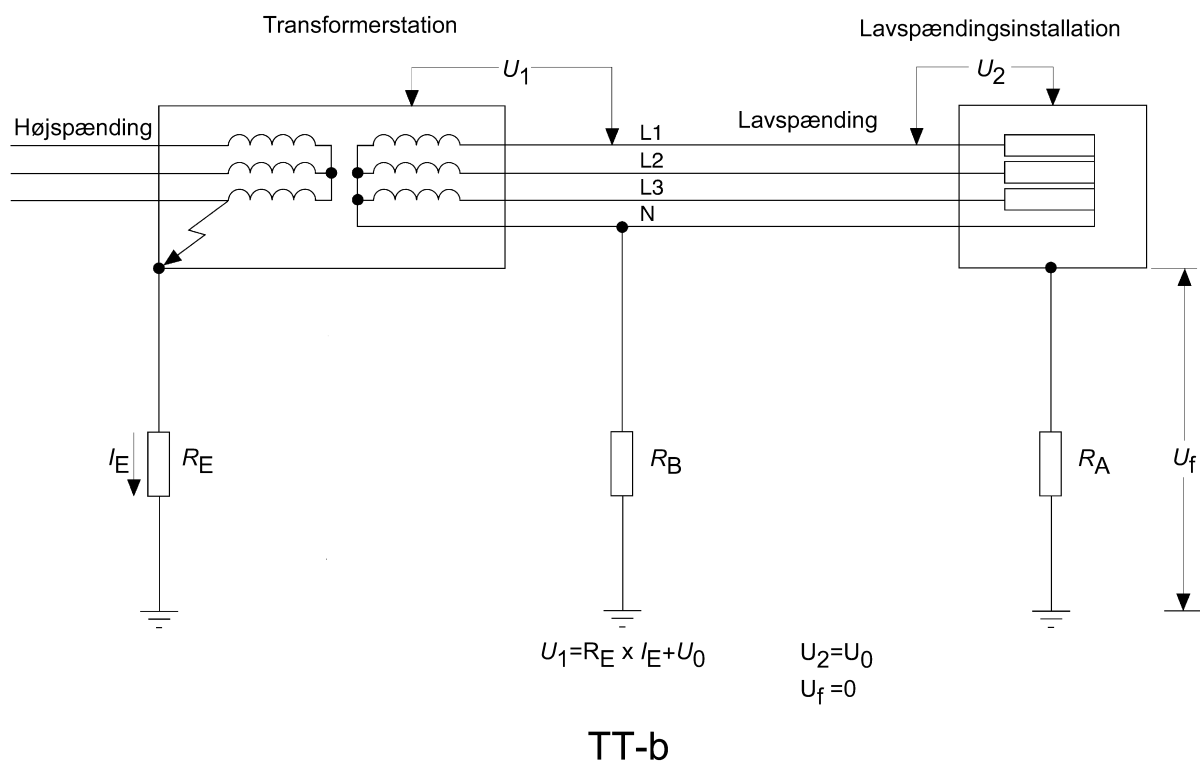 Transformerstation
Lavspændingsinstallation
U1
U2
Højspænding
L1
Lavspænding
L2
L3
N
IE
RE
RB
RA
Uf
U1=RE x IE+U0
U2=U0
Uf =0
TT-b